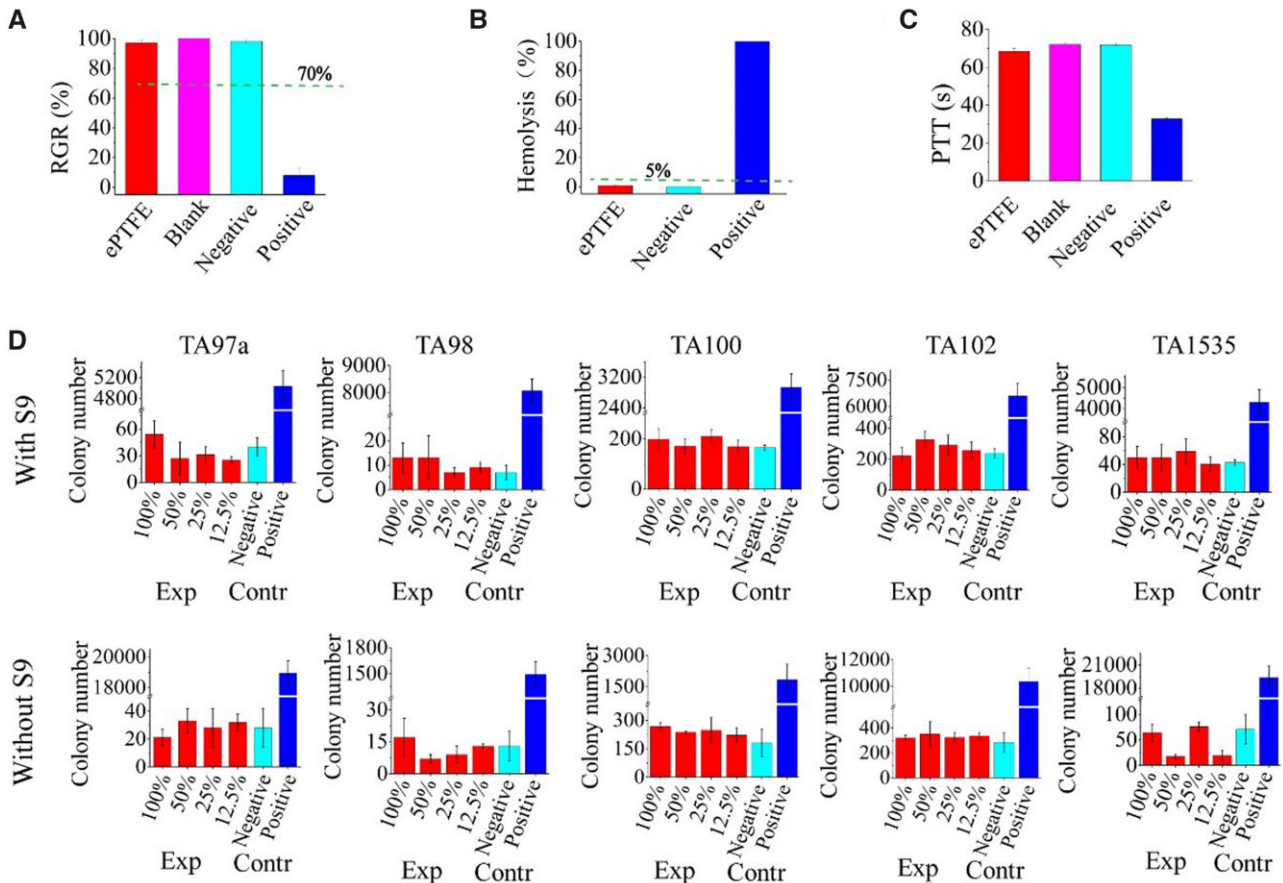 A
B
C
100
80
60
40
20
0
RGR (%)
70%
ePTFE
Blank
Negative
Positive
100
80
60
40
20
0
Hemolysis (%)
5%
ePTFE
Negative
Positive
80
60
40
20
0
PTT (s)
ePTFE
Blank
Negative
Positive
D
TA97a
TA98
TA100
TA102
TA1535
With S9
Colony number
5200
4800
60
30
0
100%
50%
25%
12.5%
Negative
Positive
Exp
Contr
Colony number
9000
8000
20
10
0
100%
50%
25%
12.5%
Negative
Positive
Exp
Contr
Colony number
3200
2400
200
0
100%
50%
25%
12.5%
Negative
Positive
Exp
Contr
Colony number
7500
6000
400
200
0
100%
50%
25%
12.5%
Negative
Positive
Exp
Contr
Colony number
5000
4000
80
40
0
100%
50%
25%
12.5%
Negative
Positive
Exp
Contr
Without S9
Colony number
20000
18000
40
20
0
100%
50%
25%
12.5%
Negative
Positive
Exp
Contr
Colony number
1800
1500
30
15
0
100%
50%
25%
12.5%
Negative
Positive
Exp
Contr
Colony number
3000
1500
300
150
0
100%
50%
25%
12.5%
Negative
Positive
Exp
Contr
Colony number
12000
10000
400
200
0
100%
50%
25%
12.5%
Negative
Positive
Exp
Contr
Colony number
21000
18000
100
50
0
100%
50%
25%
12.5%
Negative
Positive
Exp
Contr